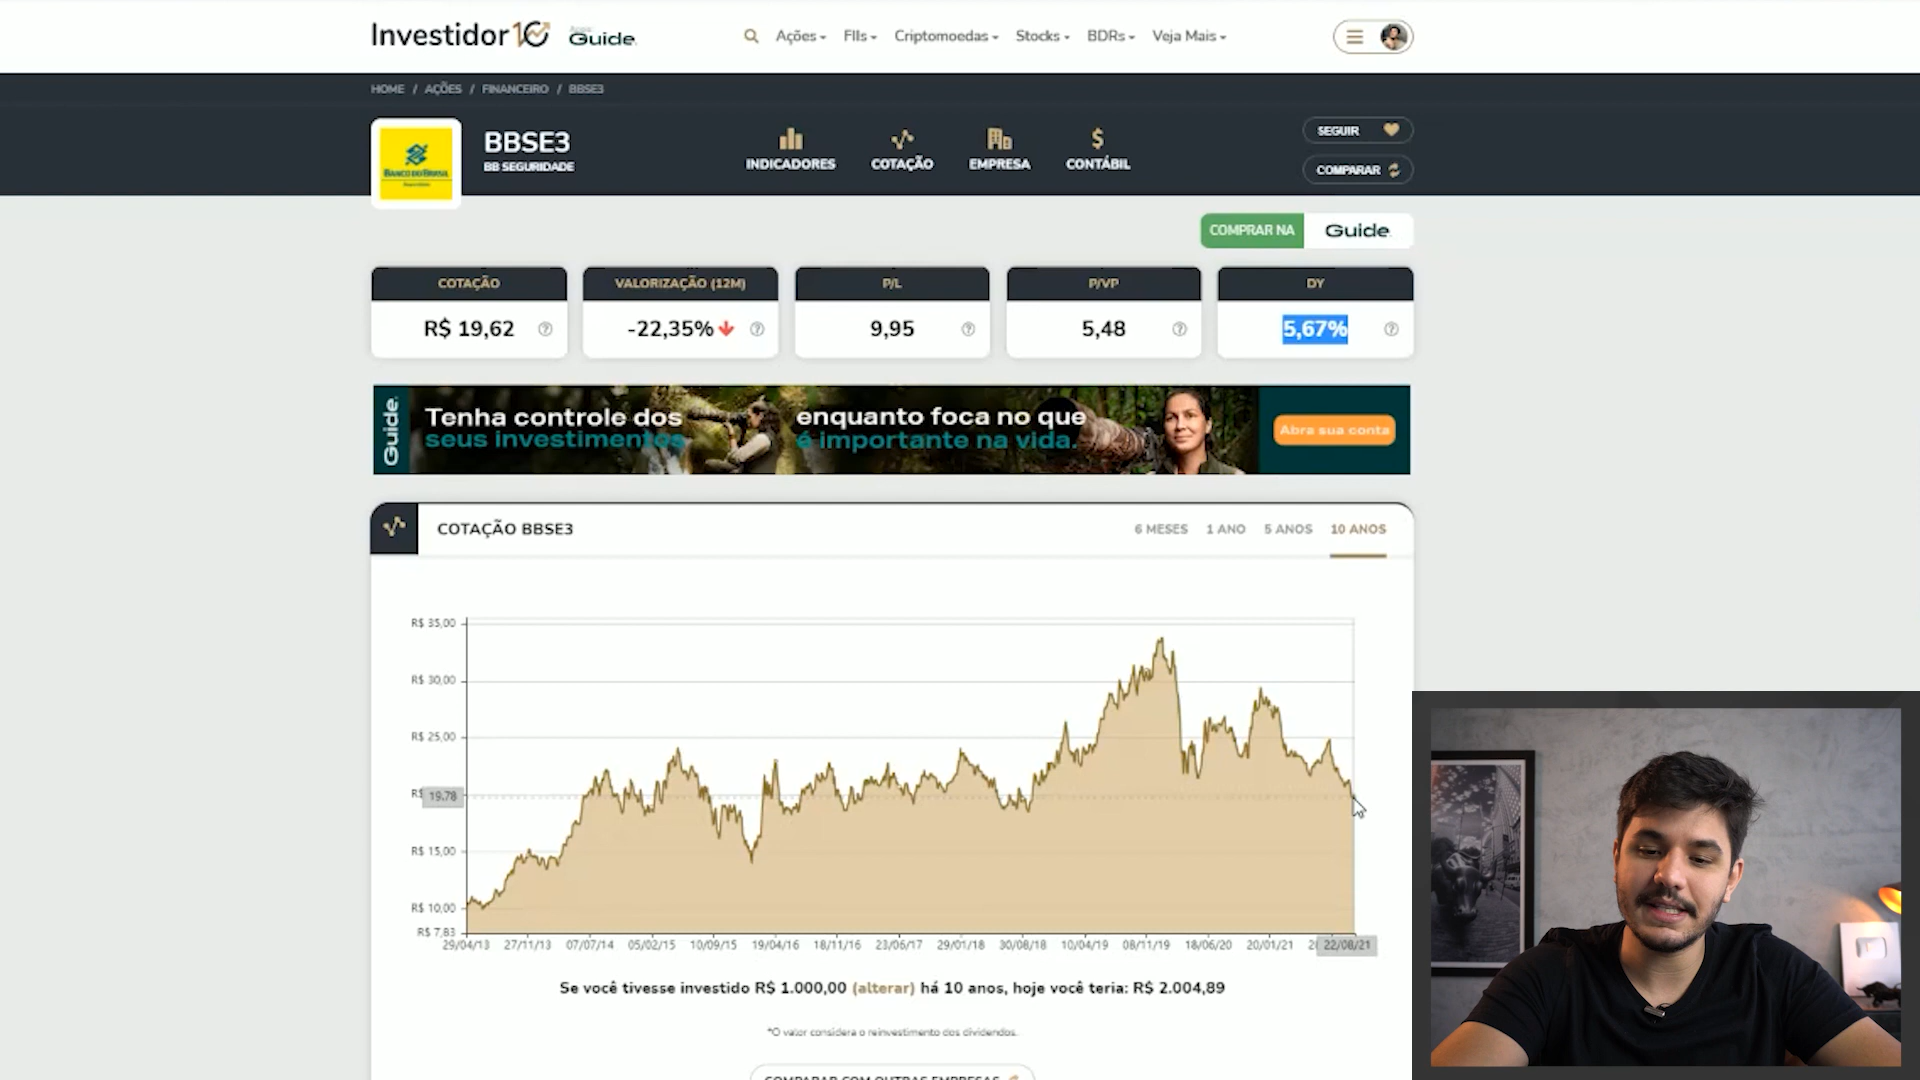 Investidor10
Guide.
Ações
FIIs
Criptomoedas
Stocks
BDRs
Veja Mais
HOME / AÇÕES / FINANCEIRO / BBSE3
BANCO DO BRASIL
BBSE3
BB SEGURIDADE
INDICADORES
COTAÇÃO
EMPRESA
CONTÁBIL
SEGUIR
COMPARAR
COMPRAR NA
Guide.
COTAÇÃO
VALORIZAÇÃO (12M)
P/L
P/VP
DY
R$ 19,62
-22,35%
9,95
5,48
5,67%
Guide.
Tenha controle dos
seus investimentos
enquanto foca no que
é importante na vida.
Abra sua conta
COTAÇÃO BBSE3
6 MESES
1 ANO
5 ANOS
10 ANOS
R$ 35,00
R$ 30,00
R$ 25,00
R$
19.78
R$ 15,00
R$ 10,00
R$ 7,83
29/04/13
27/11/13
07/07/14
05/02/15
10/09/15
19/04/16
18/11/16
23/06/17
29/01/18
30/08/18
10/04/19
08/11/19
18/06/20
20/01/21
22/08/21
Se você tivesse investido R$ 1.000,00 (alterar) há 10 anos, hoje você teria: R$ 2.004,89
*O valor considera o reinvestimento dos dividendos.
COMPARAR COM OUTRAS EMPRESAS